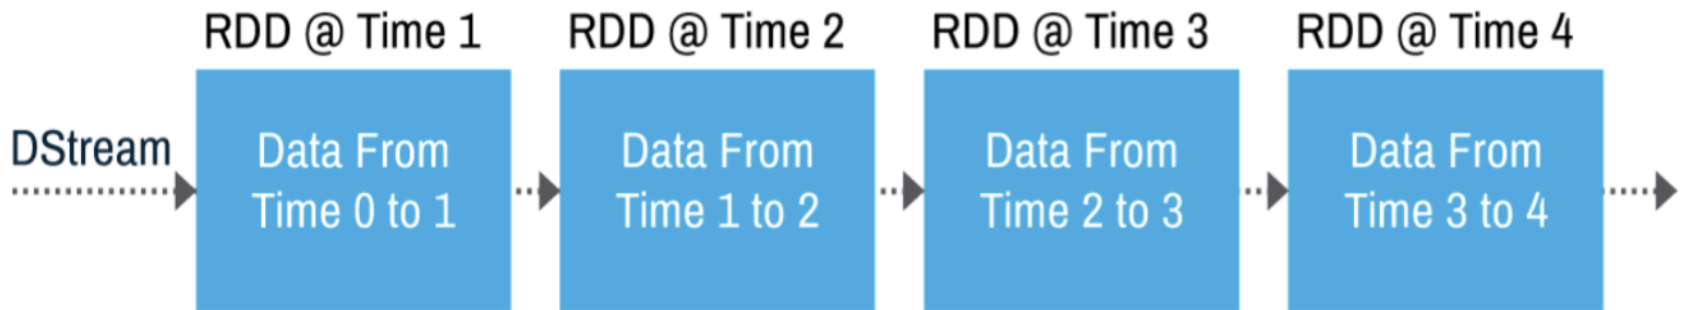 RDD @ Time 1
RDD @ Time 2
RDD @ Time 3
RDD @ Time 4
DStream
Data From
Time 0 to 1
Data From
Time 1 to 2
Data From
Time 2 to 3
Data From
Time 3 to 4